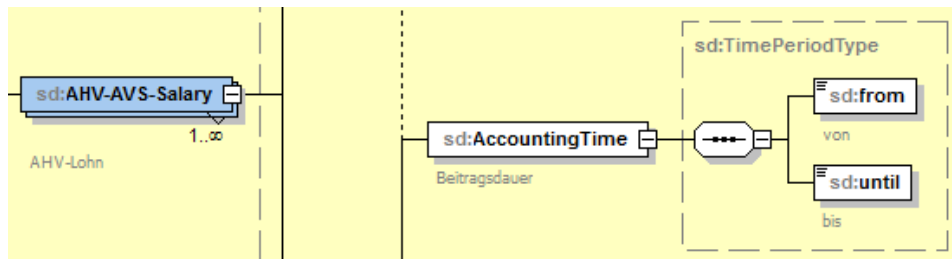 sd:TimePeriodType
sd:AHV-AVS-Salary
1..∞
AHV-Lohn
sd:AccountingTime
Beitragsdauer
sd:from
von
sd:until
bis